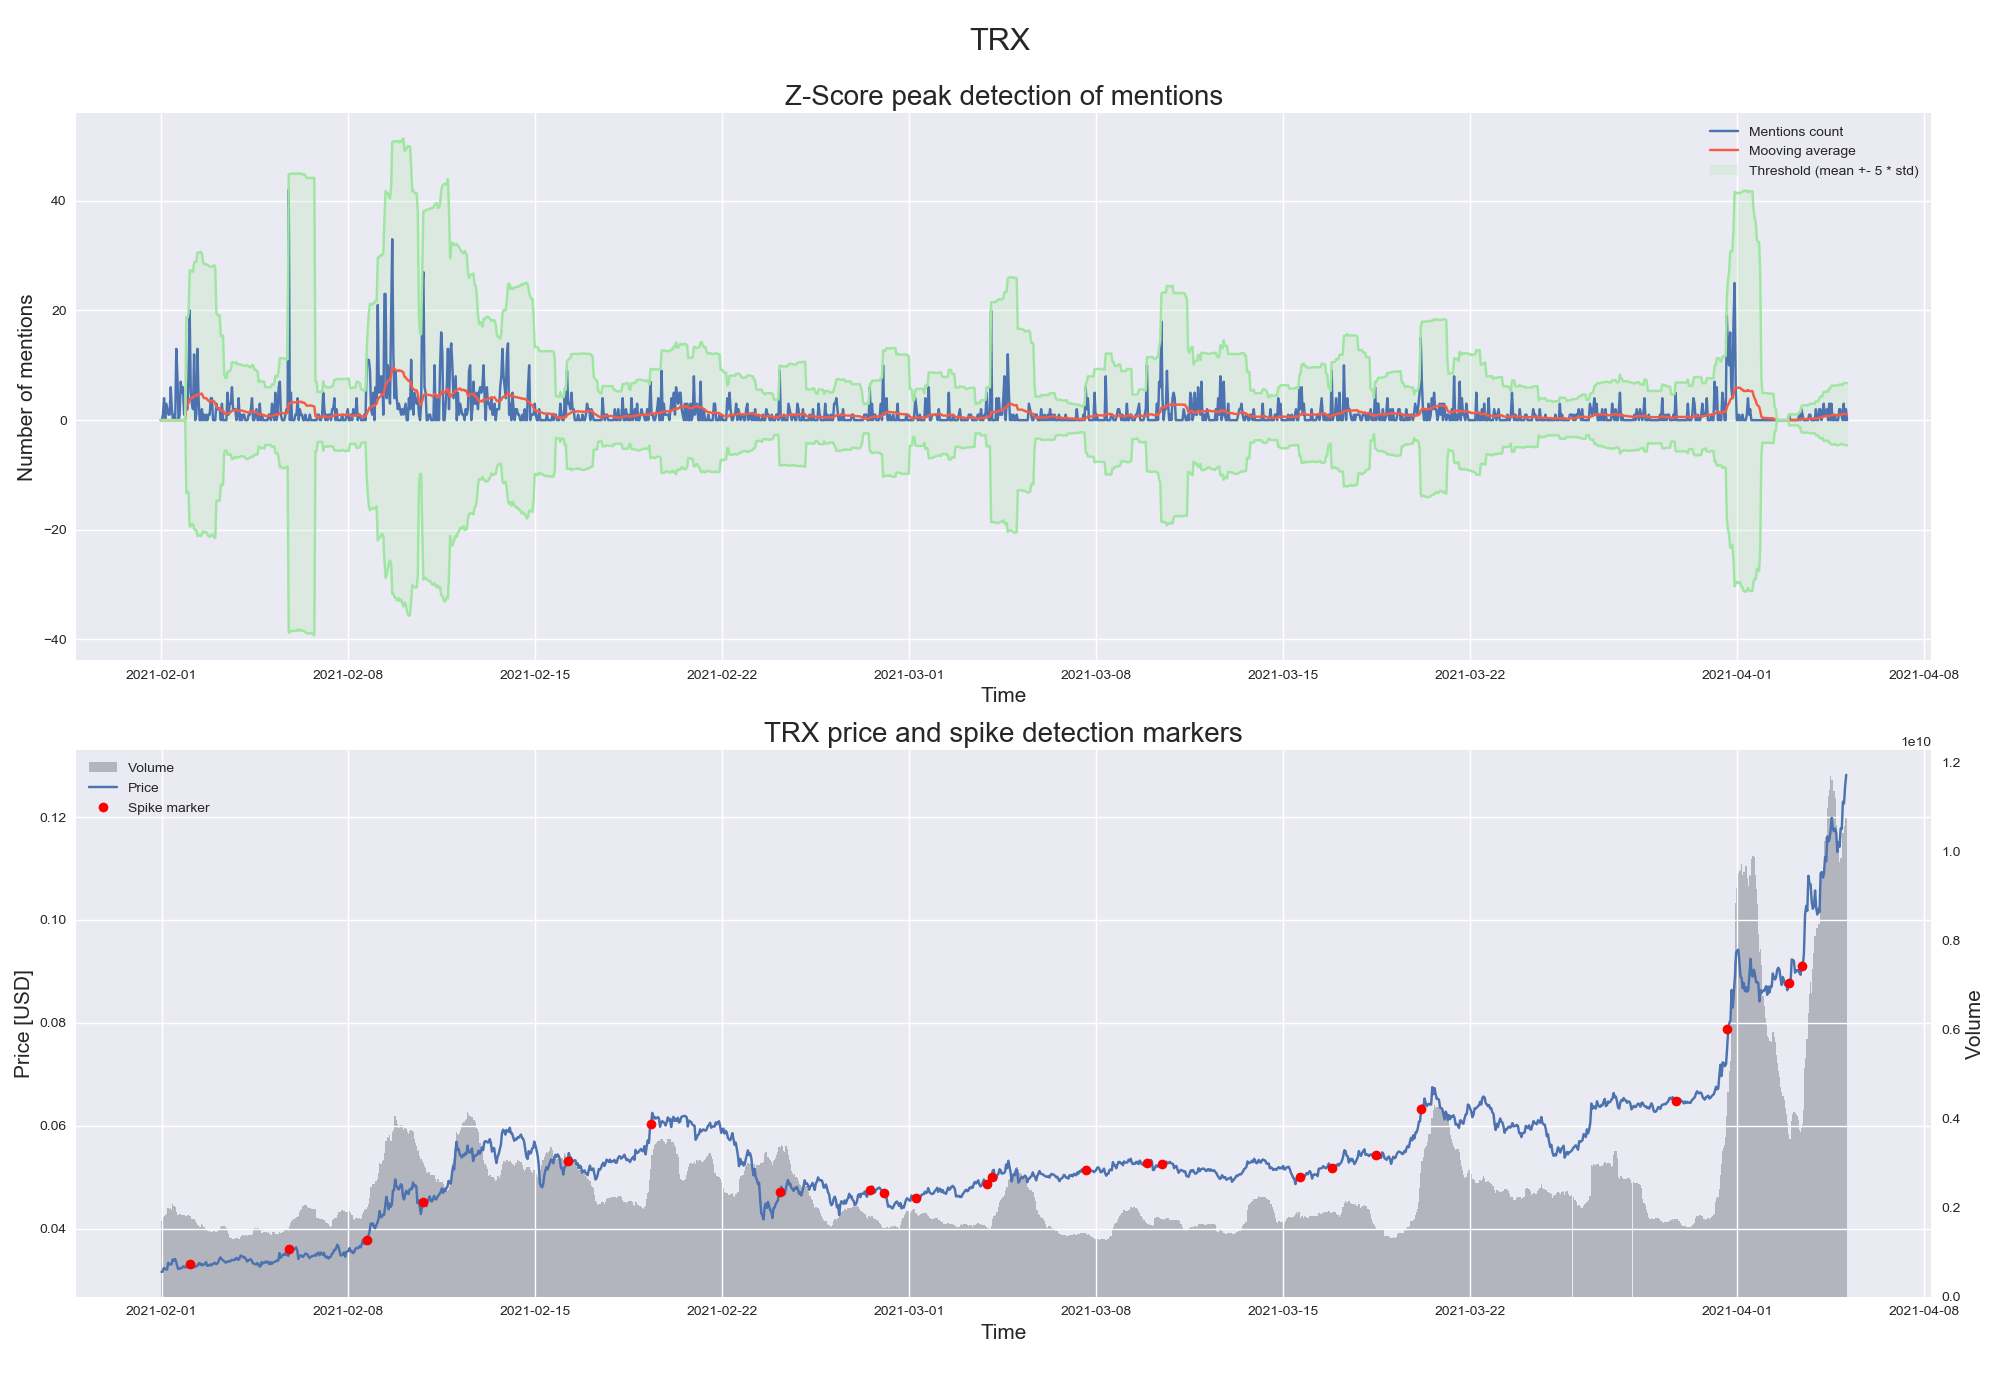 TRX
Z-Score peak detection of mentions
Mentions count
Mooving average
Threshold (mean +- 5 * std)
Number of mentions
40
20
0
−20
−40
2021-02-01 2021-02-08 2021-02-15 2021-02-22 2021-03-01 2021-03-08 2021-03-15 2021-03-22 2021-04-01 2021-04-08
Time
TRX price and spike detection markers
1e10
Volume
Price
Spike marker
Price [USD]
0.12
0.10
0.08
0.06
0.04
1.2
1.0
0.8
0.6
0.4
0.2
0.0
Volume
2021-02-01 2021-02-08 2021-02-15 2021-02-22 2021-03-01 2021-03-08 2021-03-15 2021-03-22 2021-04-01 2021-04-08
Time